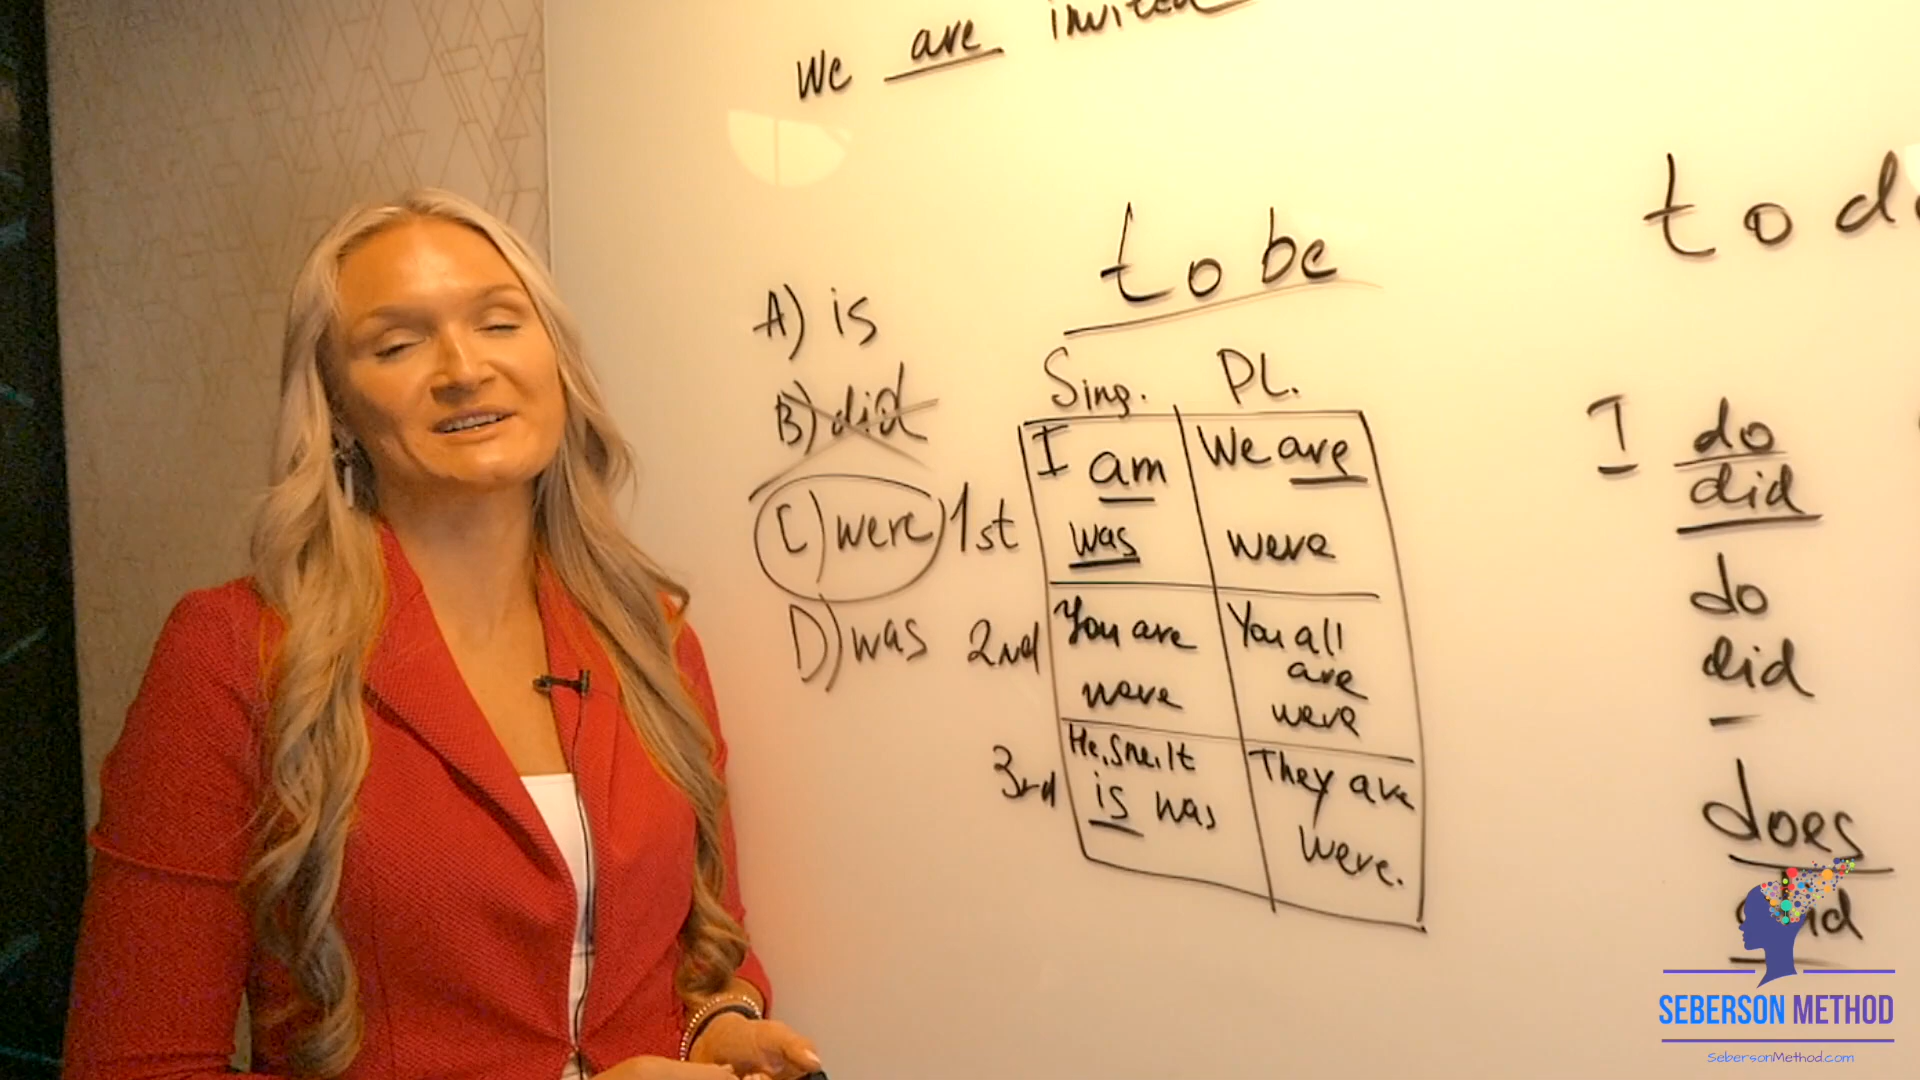 We are invited
to be
to do
A) is
B) did
C) were
D) was
Sing. Pl.
1st
I am
was
We are
were
2nd
You are
were
You all
are
were
3rd
He, She, It
is was
They are
were.
I do
did
do
did
does
did
SEBERSON METHOD
SebersonMethod.com